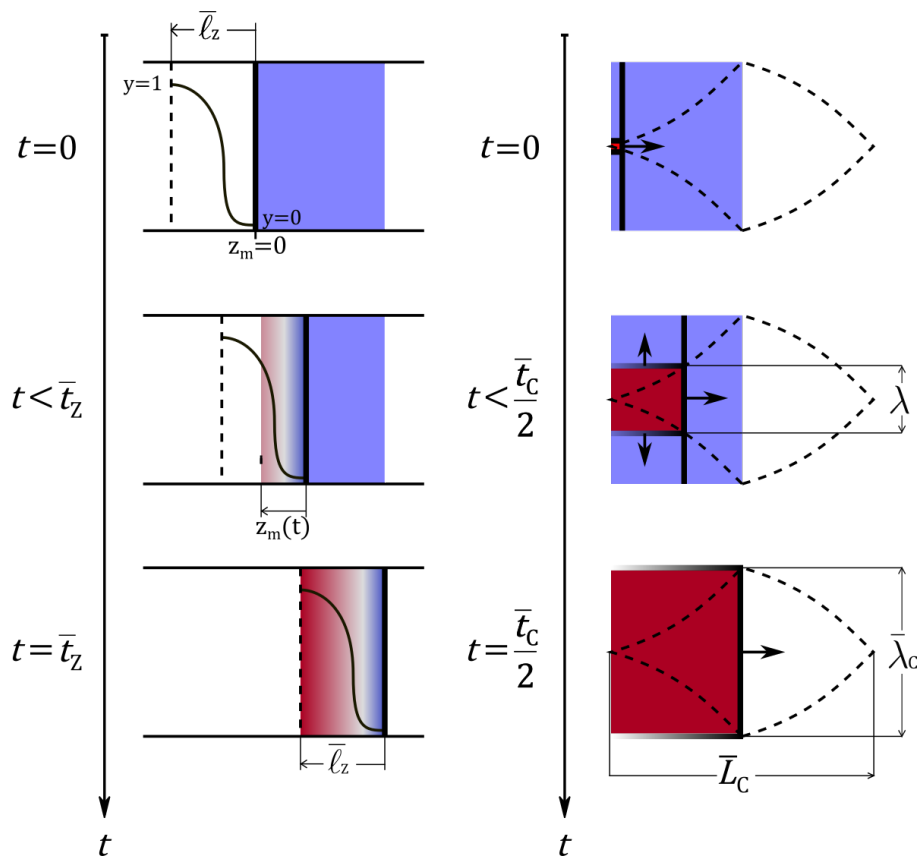 ℓ̅z
y=1
t=0
y=0
zm=0
t<t̅Z
zm(t)
t=t̅Z
ℓ̅z
t
t=0
t<t̅C/2
λ
t=t̅C/2
λ̅C
L̅C
t